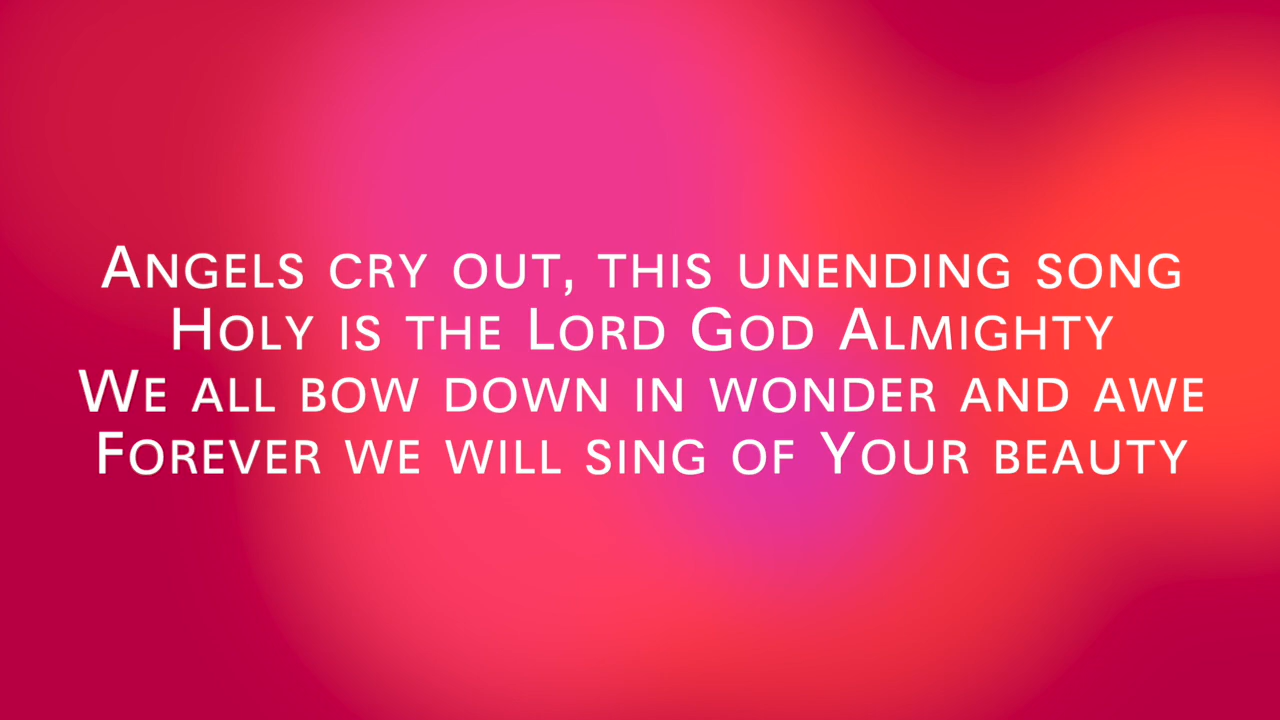 Angels cry out, this unending song
Holy is the Lord God Almighty
We all bow down in wonder and awe
Forever we will sing of Your beauty